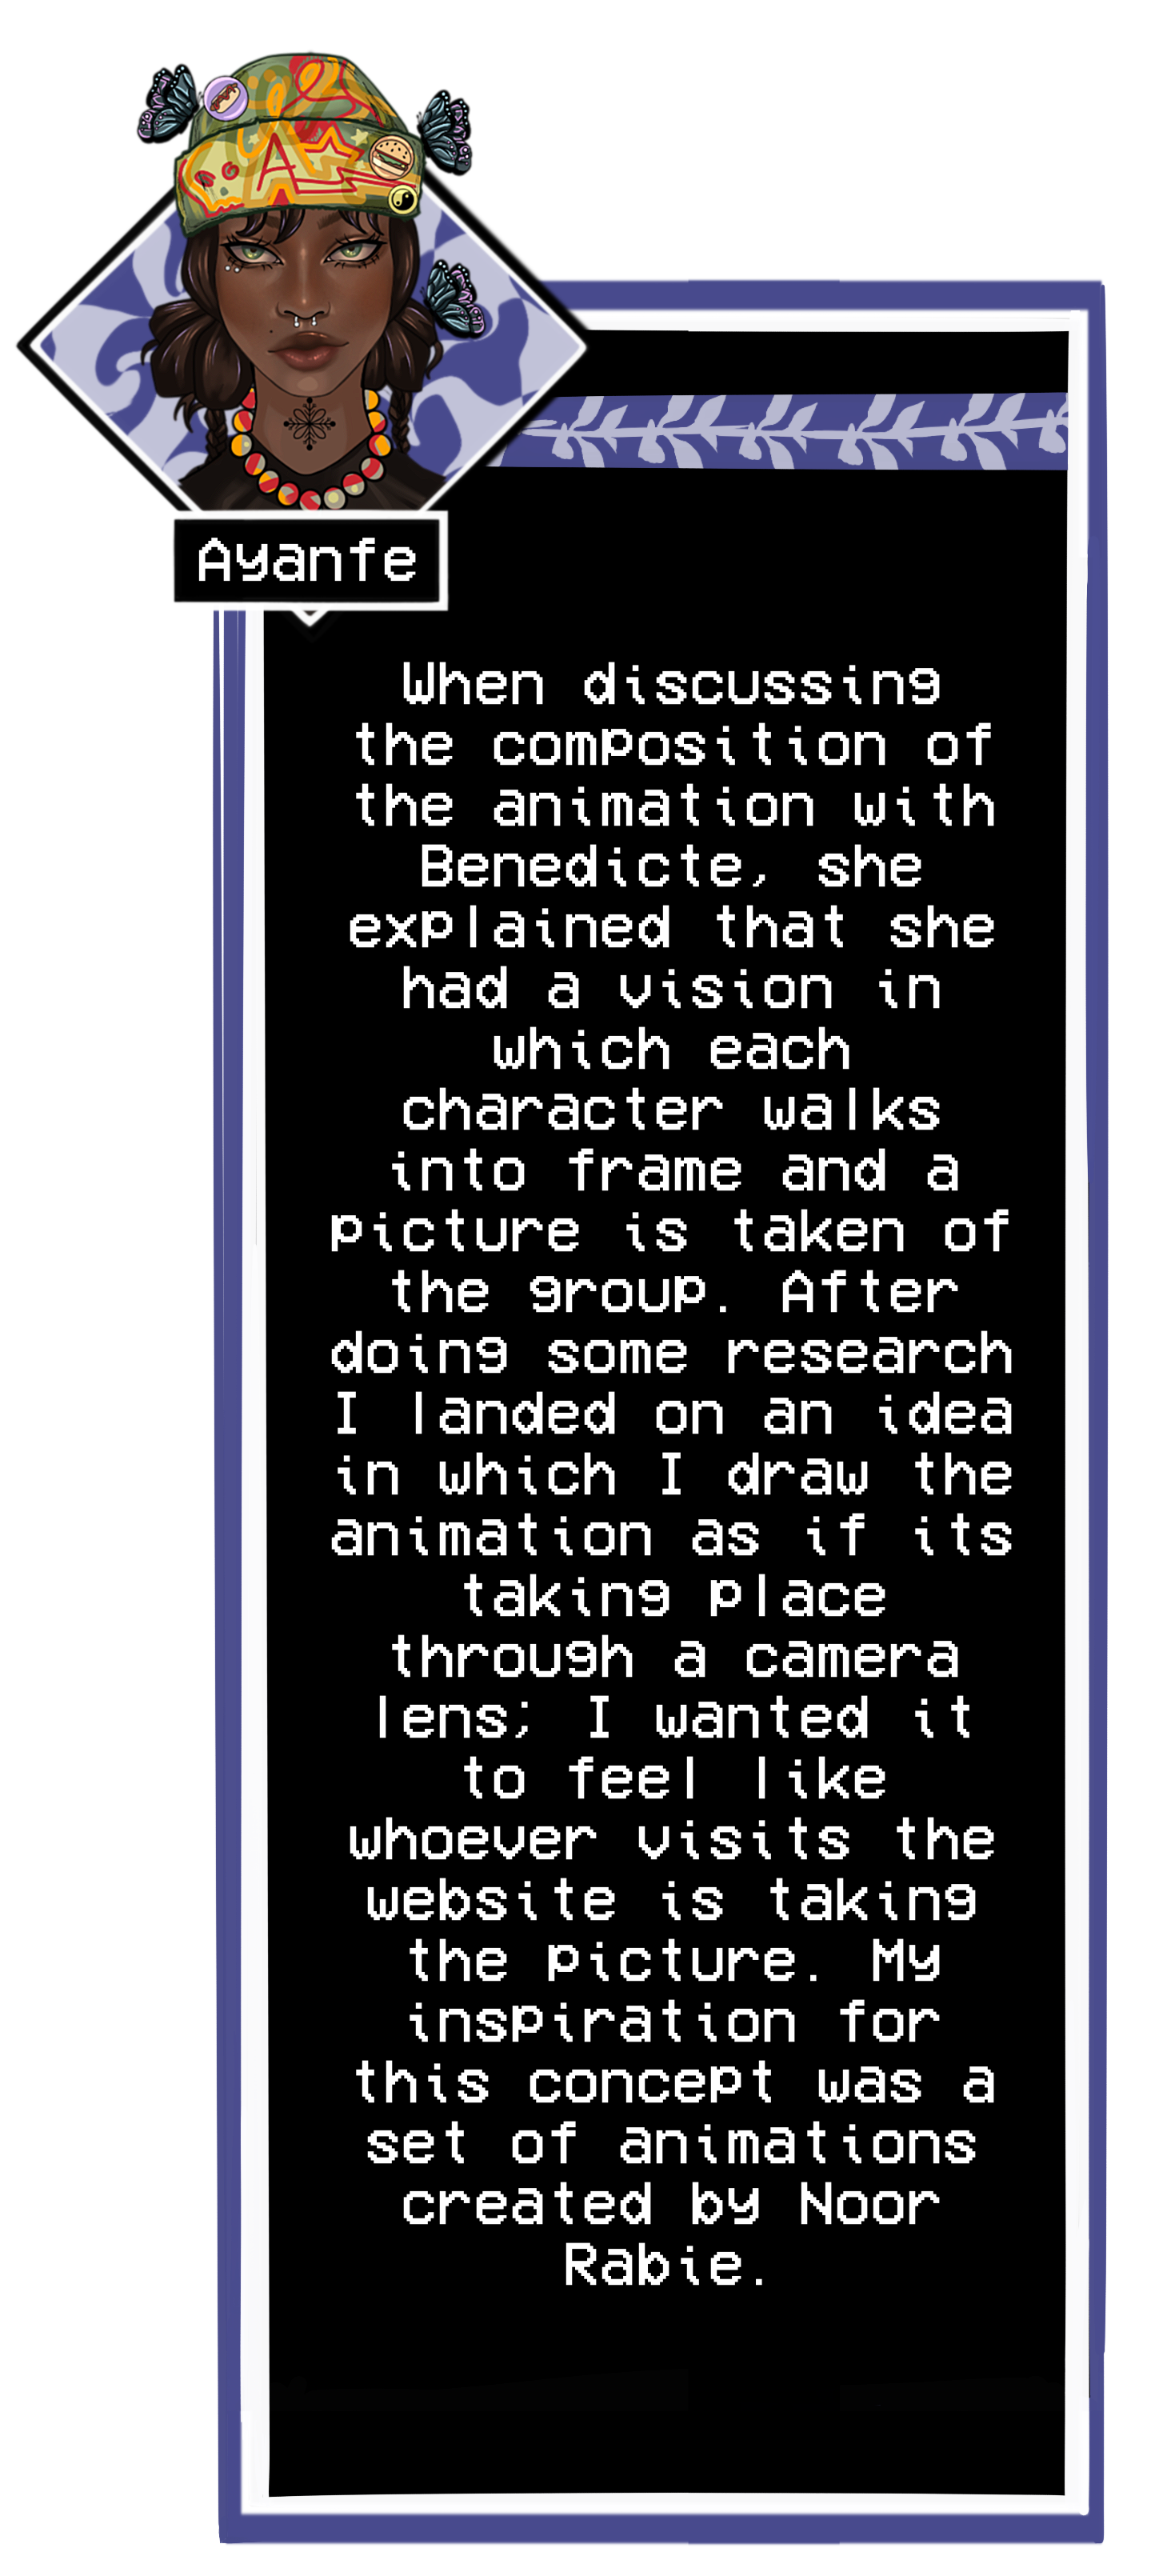 A
Ayanfe
When discussing
the composition of
the animation with
Benedicte, she
explained that she
had a vision in
which each
character walks
into frame and a
picture is taken of
the group. After
doing some research
I landed on an idea
in which I draw the
animation as if its
taking place
through a camera
lens; I wanted it
to feel like
whoever visits the
website is taking
the picture. My
inspiration for
this concept was a
set of animations
created by Noor
Rabie.